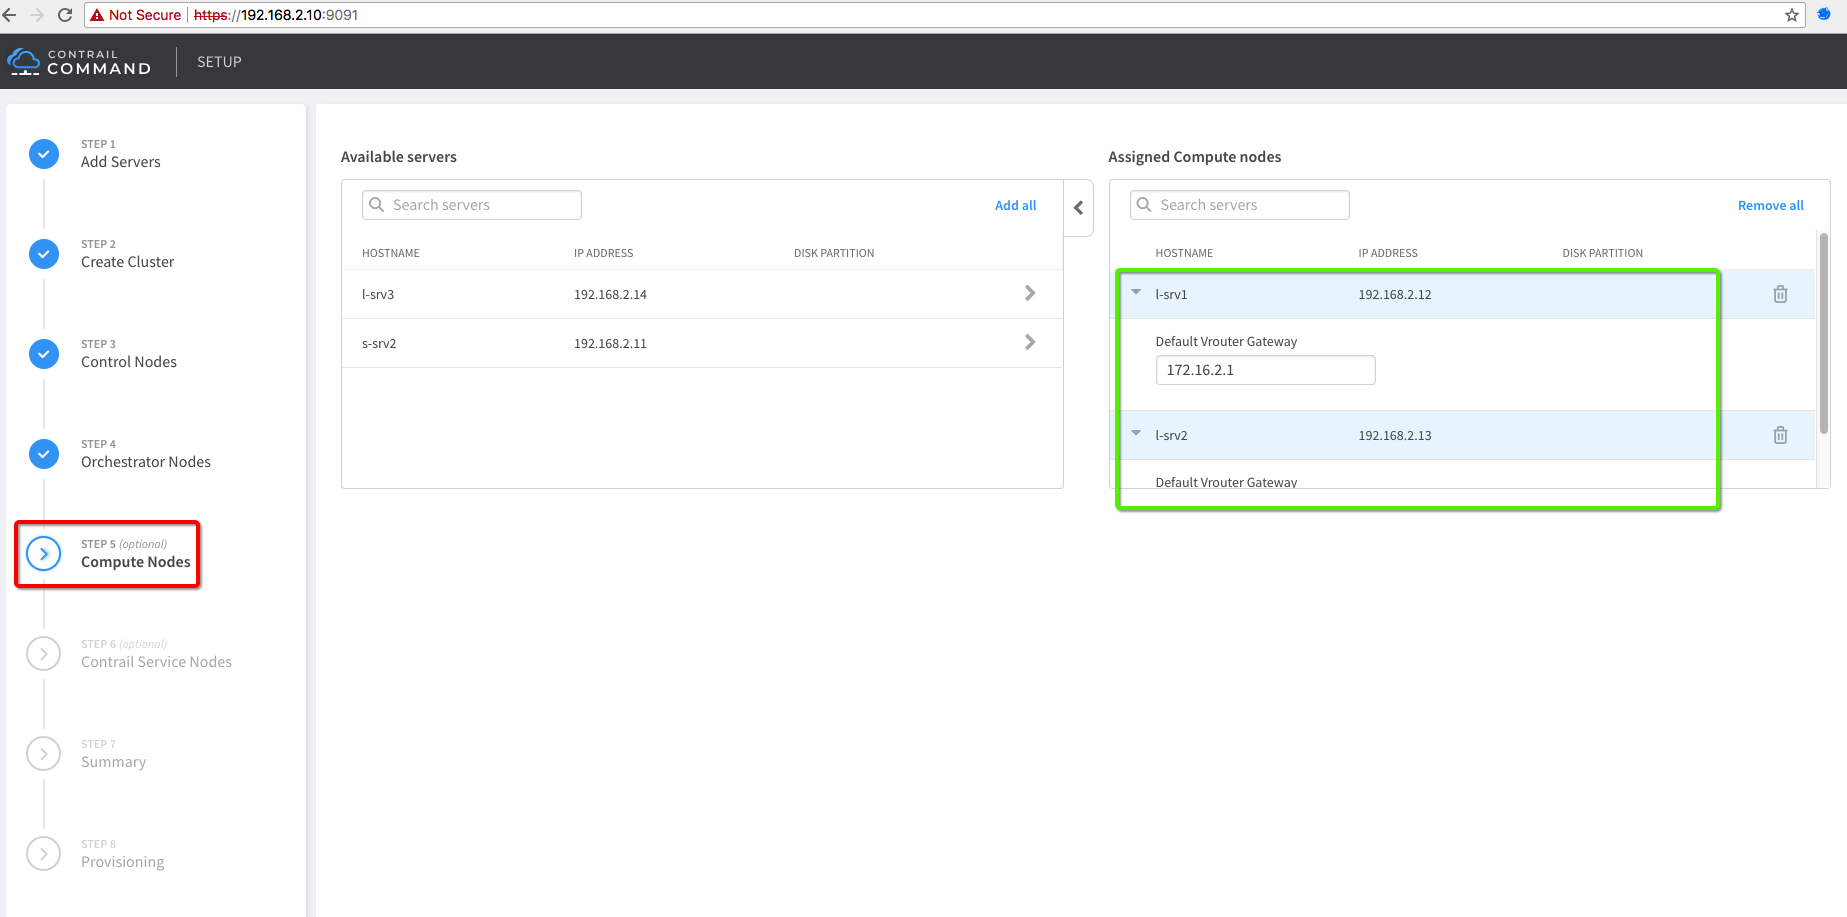 Not Secure https://192.168.2.10:9091
CONTRAIL
COMMAND
SETUP
STEP 1
Add Servers
STEP 2
Create Cluster
STEP 3
Control Nodes
STEP 4
Orchestrator Nodes
STEP 5 (optional)
Compute Nodes
STEP 6 (optional)
Contrail Service Nodes
STEP 7
Summary
STEP 8
Provisioning
Available servers
Search servers Add all
HOSTNAME IP ADDRESS DISK PARTITION
l-srv3 192.168.2.14
s-srv2 192.168.2.11
Assigned Compute nodes
Search servers Remove all
HOSTNAME IP ADDRESS DISK PARTITION
l-srv1 192.168.2.12
Default Vrouter Gateway
172.16.2.1
l-srv2 192.168.2.13
Default Vrouter Gateway